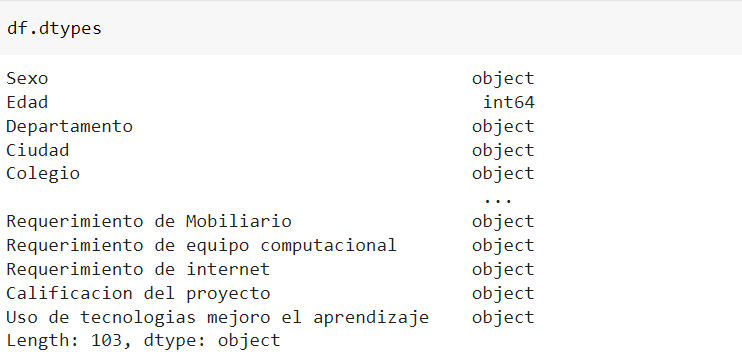 df.dtypes
Sexo object
Edad int64
Departamento object
Ciudad object
Colegio object
...
Requerimiento de Mobiliario object
Requerimiento de equipo computacional object
Requerimiento de internet object
Calificacion del proyecto object
Uso de tecnologias mejoro el aprendizaje object
Length: 103, dtype: object